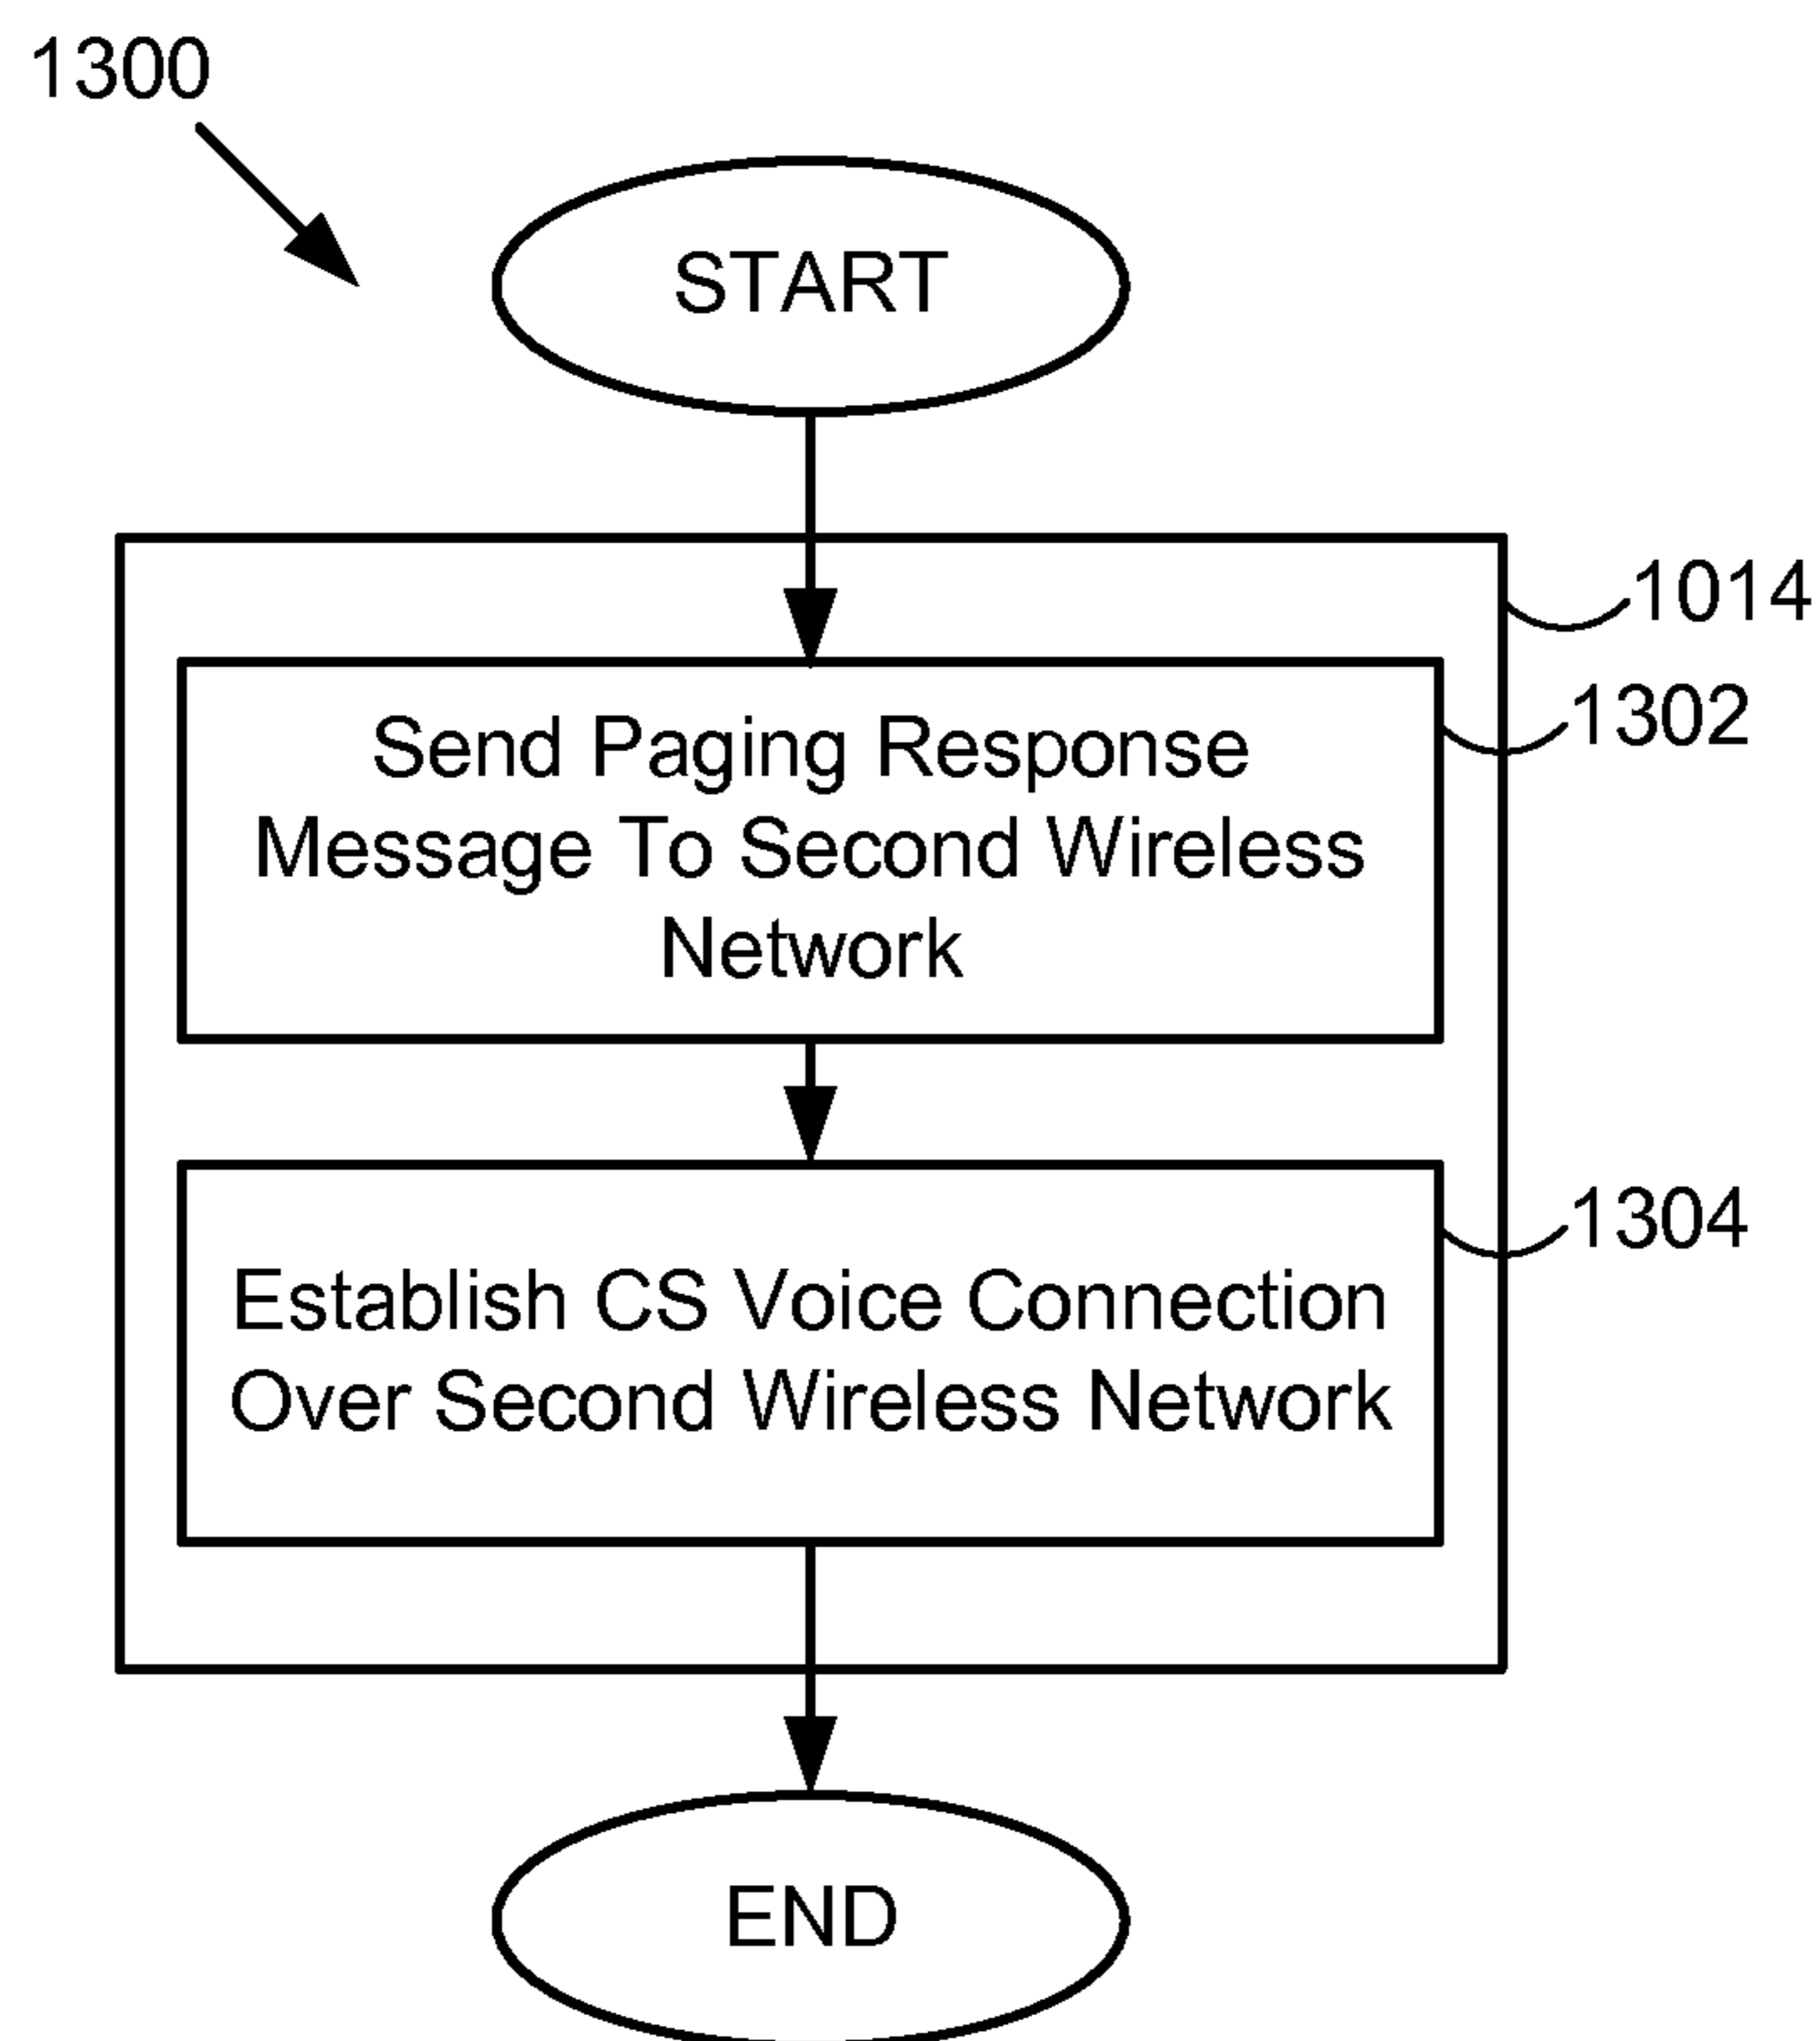 1300
START
1014
Send Paging Response
Message To Second Wireless
Network
1302
Establish CS Voice Connection
Over Second Wireless Network
1304
END